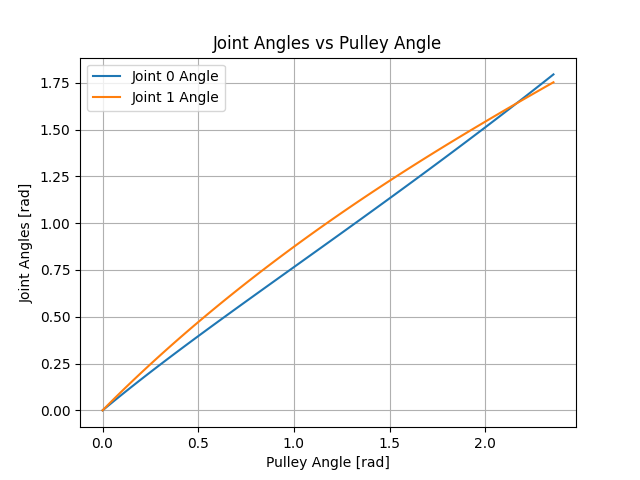 Joint Angles vs Pulley Angle
Joint 0 Angle
Joint 1 Angle
Joint Angles [rad]
1.75
1.50
1.25
1.00
0.75
0.50
0.25
0.00
0.0 0.5 1.0 1.5 2.0
Pulley Angle [rad]